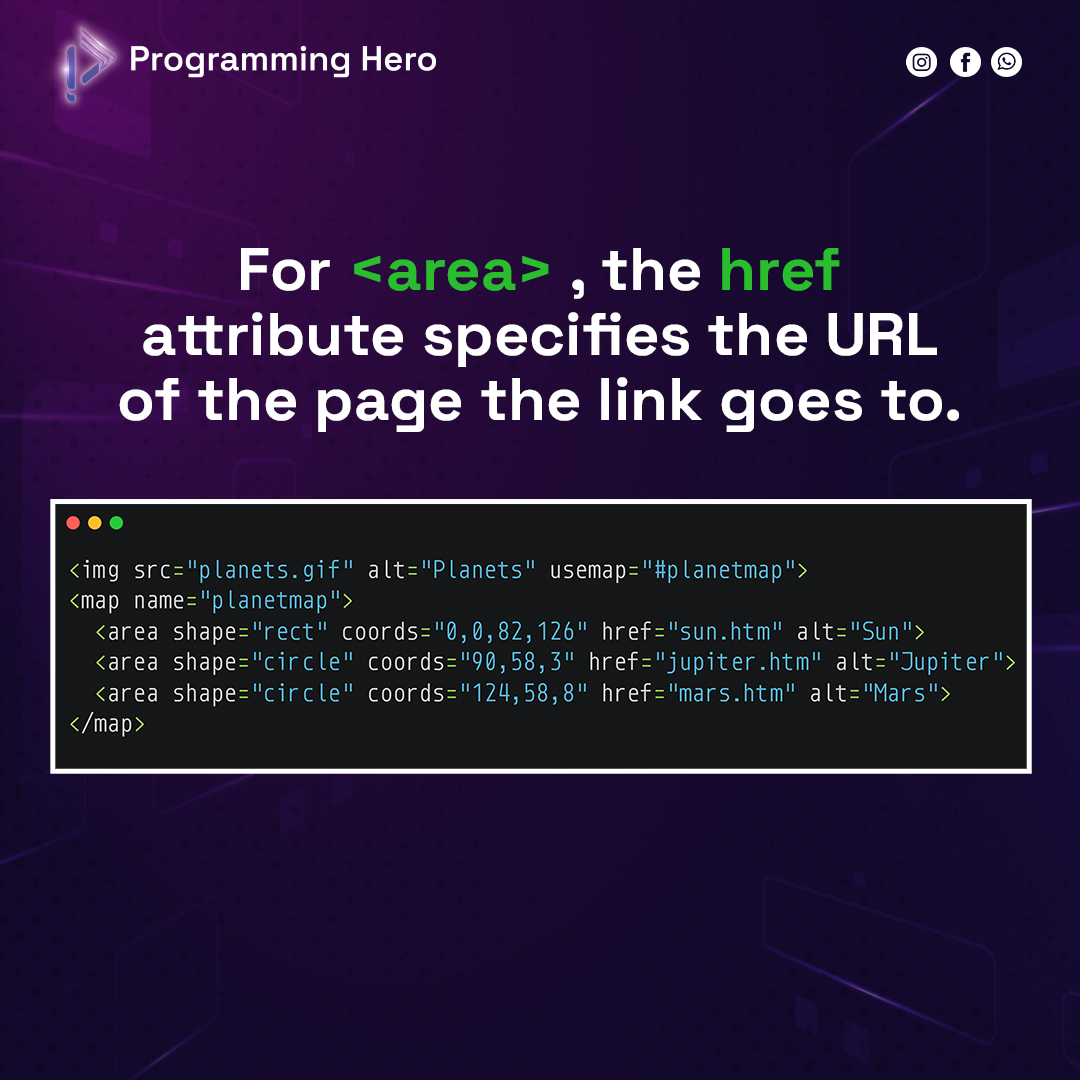 Programming Hero
For <area> , the href
attribute specifies the URL
of the page the link goes to.
<img src="planets.gif" alt="Planets" usemap="#planetmap">
<map name="planetmap">
  <area shape="rect" coords="0,0,82,126" href="sun.htm" alt="Sun">
  <area shape="circle" coords="90,58,3" href="jupiter.htm" alt="Jupiter">
  <area shape="circle" coords="124,58,8" href="mars.htm" alt="Mars">
</map>